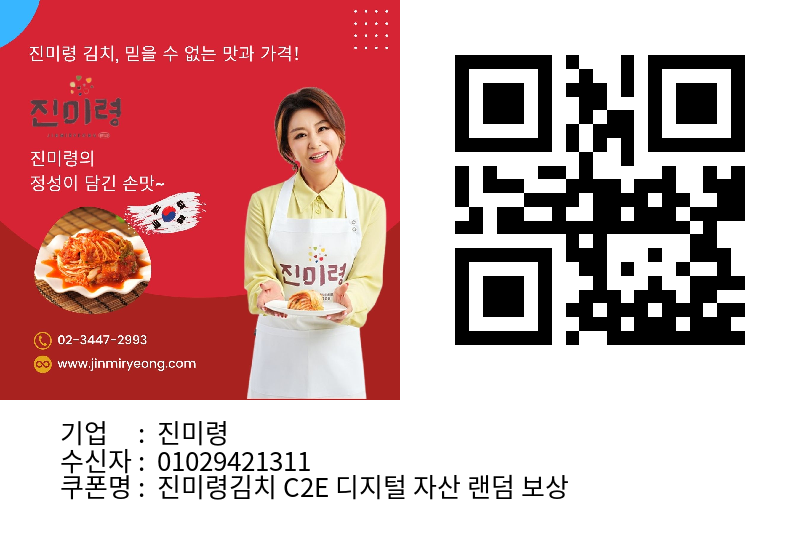 진미령 김치, 믿을 수 없는 맛과 가격!
진미령
진미령의
정성이 담긴 손맛~
진미령
02-3447-2993
www.jinmiryeong.com
기업 : 진미령
수신자 : 01029421311
쿠폰명 : 진미령김치 C2E 디지털 자산 랜덤 보상